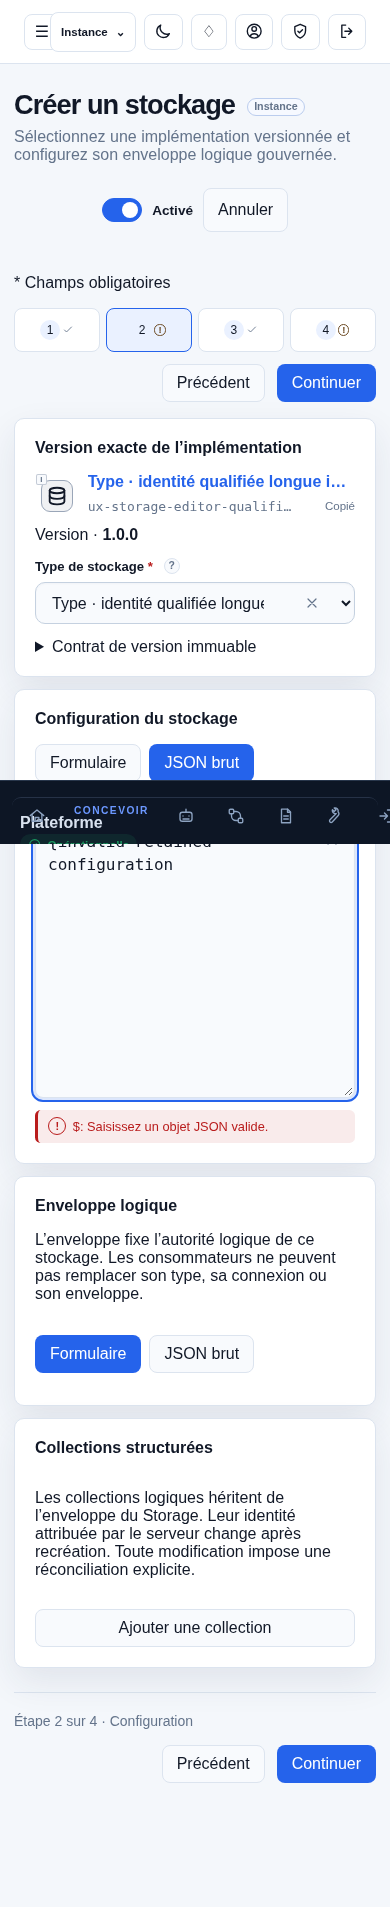 Instance
Créer un stockage Instance
Sélectionnez une implémentation versionnée et
configurez son enveloppe logique gouvernée.
Activé Annuler
* Champs obligatoires
1 2 3 4
Précédent Continuer
Version exacte de l’implémentation
Type · identité qualifiée longue i…
ux-storage-editor-qualifi… Copié
Version · 1.0.0
Type de stockage * ?
Type · identité qualifiée longue
Contrat de version immuable
Configuration du stockage
Formulaire JSON brut
CONCEVOIR
Plateforme
configuration
$: Saisissez un objet JSON valide.
Enveloppe logique
L’enveloppe fixe l’autorité logique de ce
stockage. Les consommateurs ne peuvent
pas remplacer son type, sa connexion ou
son enveloppe.
Formulaire JSON brut
Collections structurées
Les collections logiques héritent de
l’enveloppe du Storage. Leur identité
attribuée par le serveur change après
recréation. Toute modification impose une
réconciliation explicite.
Ajouter une collection
Étape 2 sur 4 · Configuration
Précédent Continuer